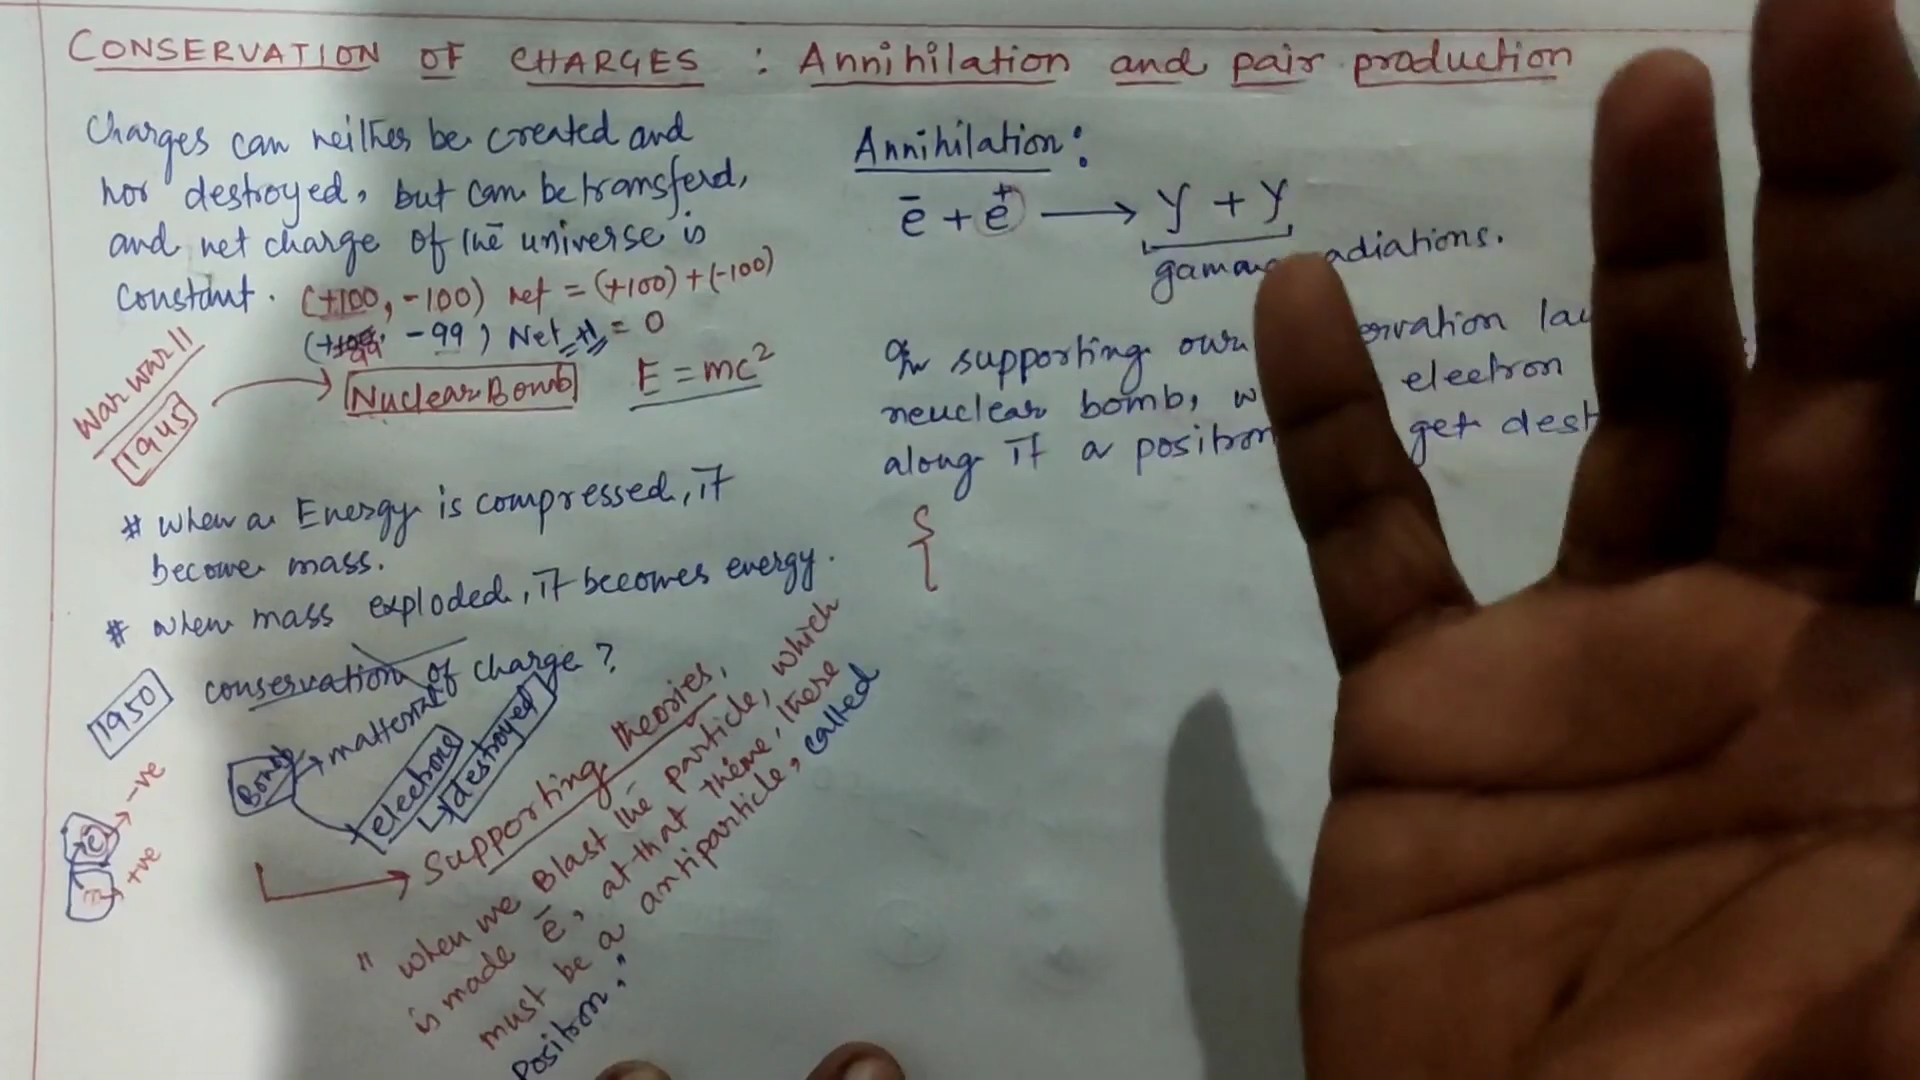 CONSERVATION OF CHARGES : Annihilation and pair production
Charges can neither be created and
nor destroyed, but can be transferd,
and net charge of the universe is
constant. (+100, -100) net = (+100) + (-100)
-99) Net = 0
War war II
1945
Nuclear Bomb
E = mc²
# when a Energy is compressed, it
become mass.
# when mass exploded, it becomes energy.
1950
conservation of charge?
Bomb
matterial
electrons
destroyed
-ve
+ve
Supporting theories,
" when we Blast the particle, which
is made ē, at that theme, there
must be a antiparticle, called
Positron."
Annihilation:
ē + e⁺ → γ + γ
radiations.
supporting our
neuclear bomb, electron
along it a positron get